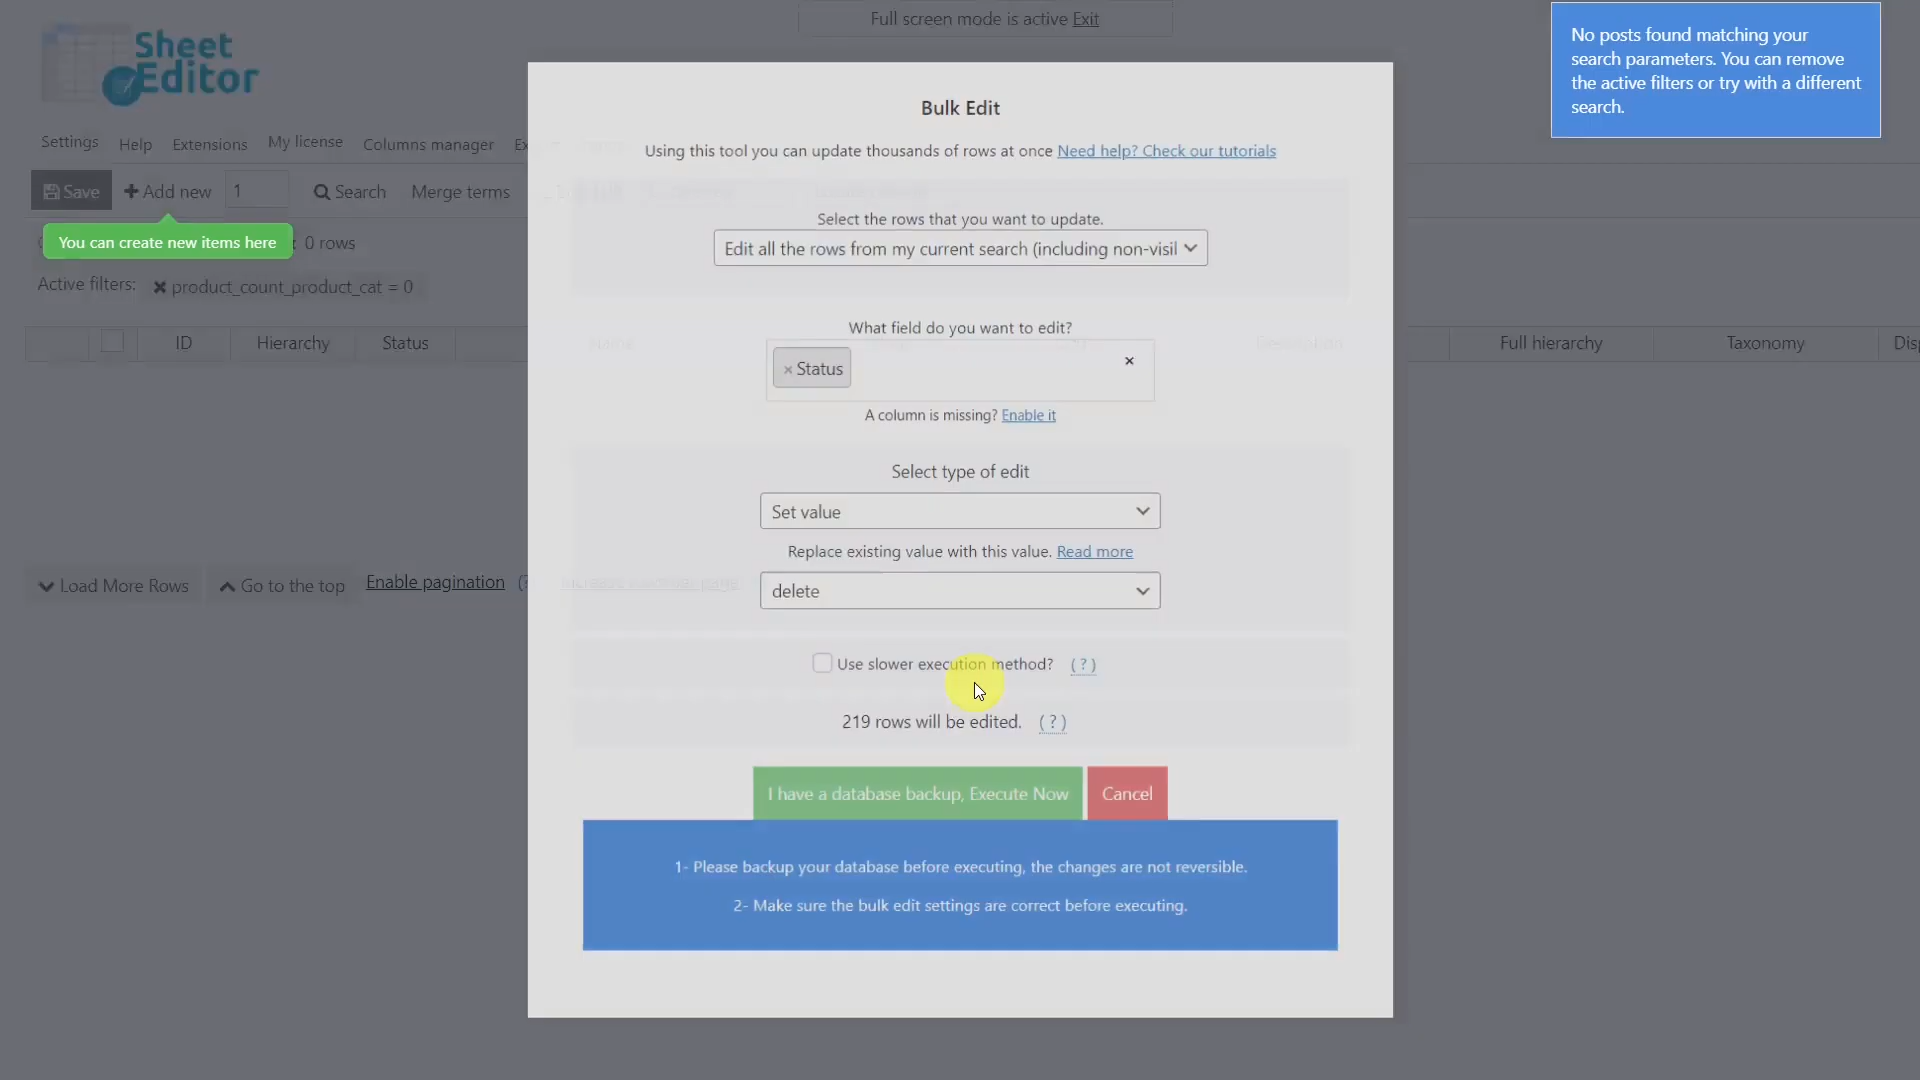 Full screen mode is active Exit
Sheet
Editor
No posts found matching your
search parameters. You can remove
the active filters or try with a different
search.
Settings
Help
Extensions
My license
Columns manager
Save
Add new
1
Search
Merge terms
You can create new items here
0 rows
Active filters:
product_count_product_cat = 0
ID
Hierarchy
Status
Full hierarchy
Taxonomy
Load More Rows
Go to the top
Enable pagination
Bulk Edit
Using this tool you can update thousands of rows at once Need help? Check our tutorials
Select the rows that you want to update.
Edit all the rows from my current search (including non-visil
What field do you want to edit?
× Status
×
A column is missing? Enable it
Select type of edit
Set value
Replace existing value with this value. Read more
delete
Use slower execution method? (?)
219 rows will be edited. (?)
I have a database backup, Execute Now
Cancel
1- Please backup your database before executing, the changes are not reversible.
2- Make sure the bulk edit settings are correct before executing.